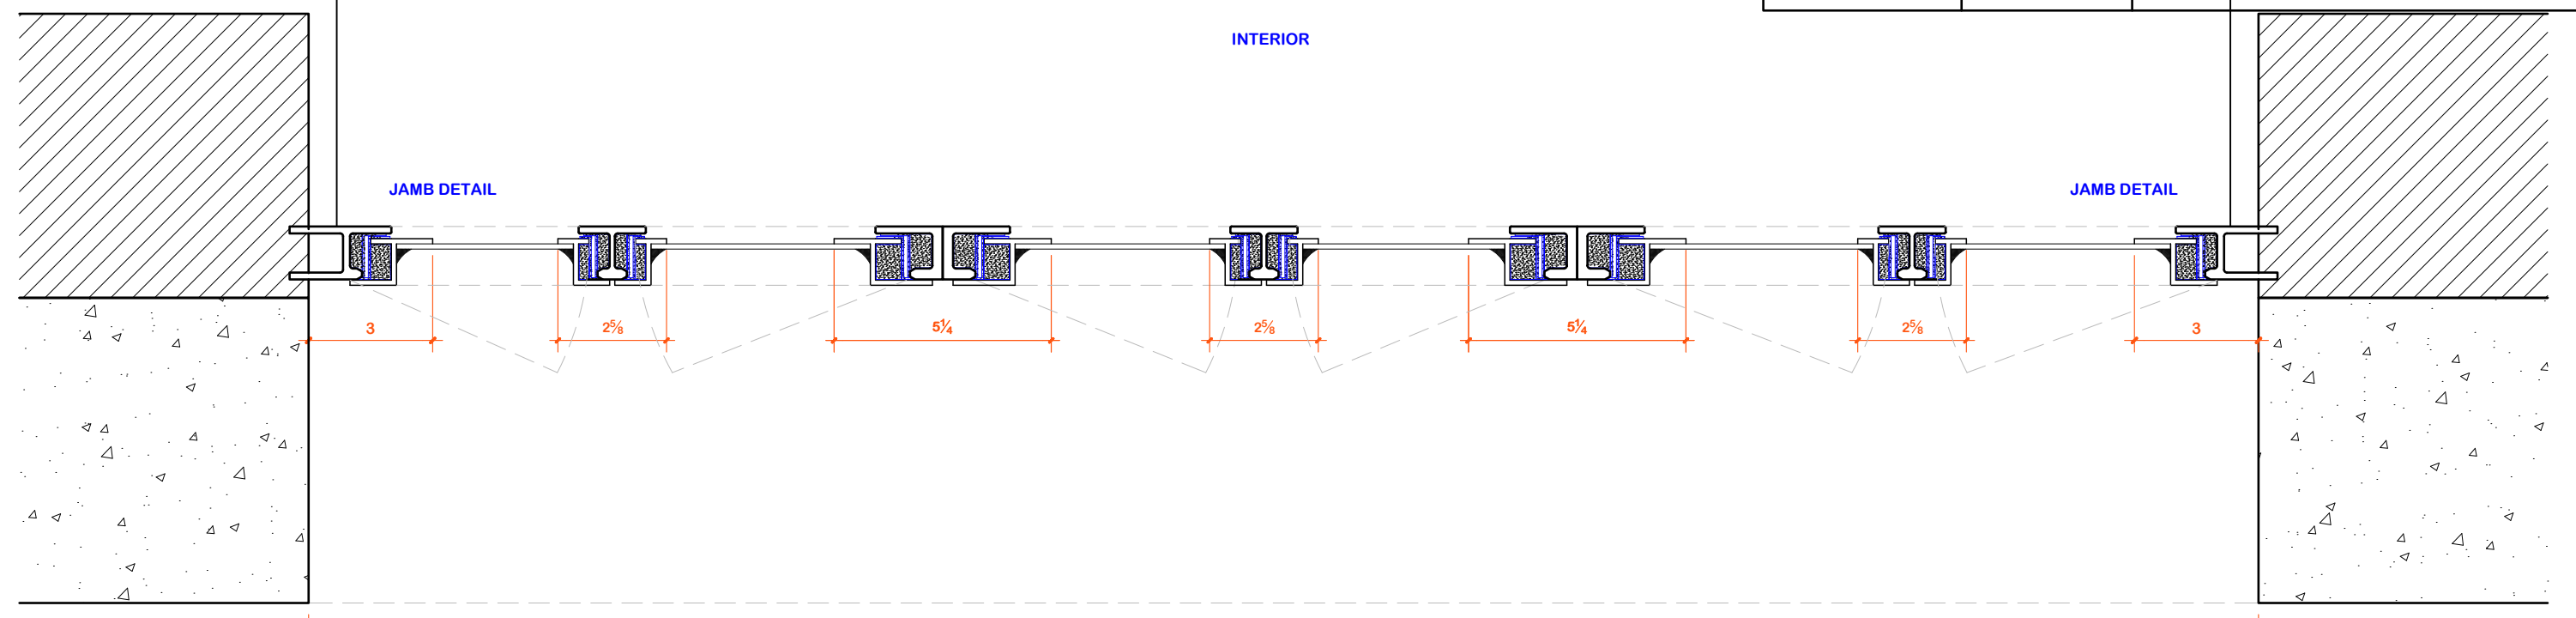 INTERIOR
JAMB DETAIL
JAMB DETAIL
3
2⅝
5¼
2⅝
5¼
2⅝
3